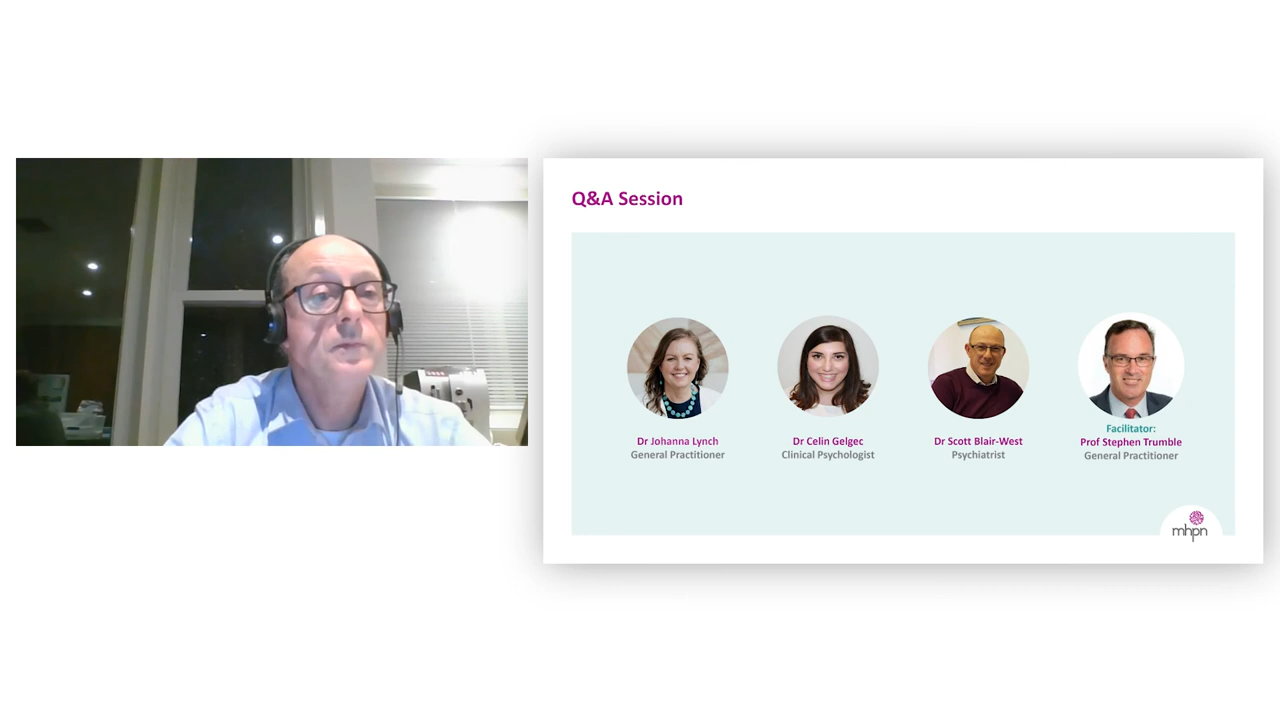 Q&A Session
Dr Johanna Lynch
General Practitioner
Dr Celin Gelgec
Clinical Psychologist
Dr Scott Blair-West
Psychiatrist
Facilitator:
Prof Stephen Trumble
General Practitioner
mhpn